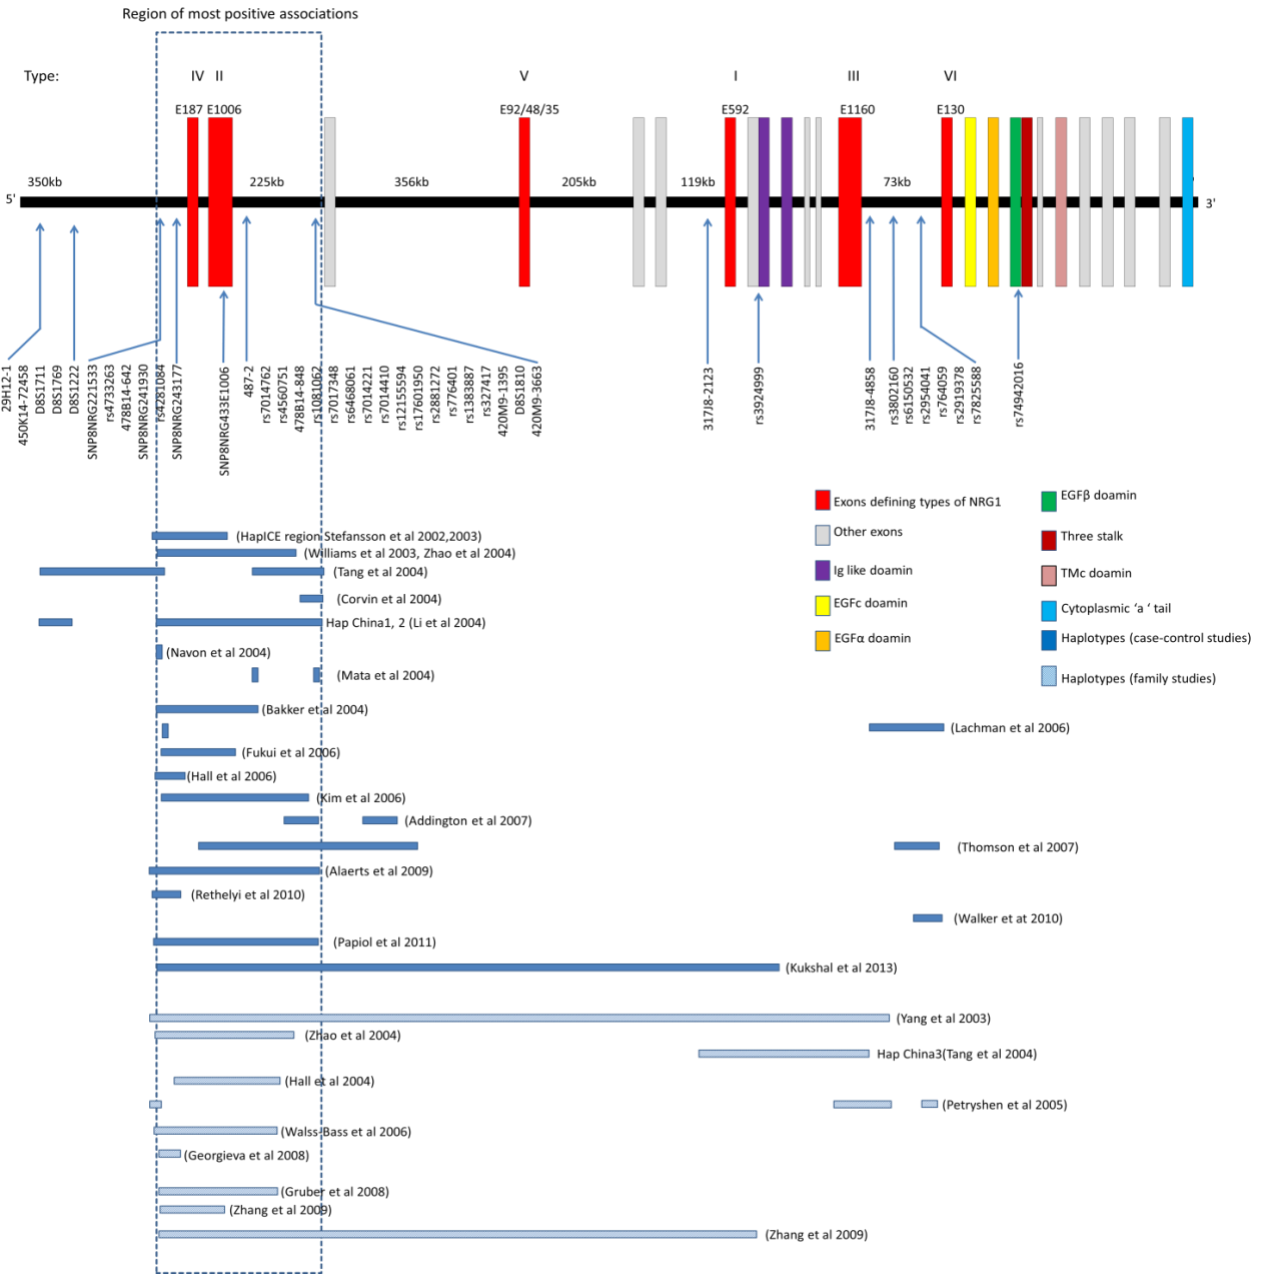 Region of most positive associations
Type: IV II V I III VI
E187 E1006 E92/48/35 E592 E1160 E130
350kb 225kb 356kb 205kb 119kb 73kb
5' 3'
29H12-1
450K14-72458
D8S1711
D8S1769
D8S1222
SNP8NRG221533
rs4733263
478B14-642
SNP8NRG241930
rs4281084
SNP8NRG243177
SNP8NRG433E1006
487-2
rs7014762
rs4560751
478B14-848
rs1081062
rs7017348
rs6468061
rs7014221
rs7014410
rs12155594
rs17601950
rs2881272
rs776401
rs1383887
rs327417
420M9-1395
D8S1810
420M9-3663
317J8-2123
rs3924999
317J8-4858
rs3802160
rs6150532
rs2954041
rs764059
rs2919378
rs7825588
rs74942016
Exons defining types of NRG1
Other exons
Ig like doamin
EGFc doamin
EGFα doamin
EGFβ doamin
Three stalk
TMc doamin
Cytoplasmic ‘a ‘ tail
Haplotypes (case-control studies)
Haplotypes (family studies)
(HapICE region Stefansson et al 2002,2003)
(Williams et al 2003, Zhao et al 2004)
(Tang et al 2004)
(Corvin et al 2004)
Hap China1, 2 (Li et al 2004)
(Navon et al 2004)
(Mata et al 2004)
(Bakker et al 2004)
(Lachman et al 2006)
(Fukui et al 2006)
(Hall et al 2006)
(Kim et al 2006)
(Addington et al 2007)
(Thomson et al 2007)
(Alaerts et al 2009)
(Rethelyi et al 2010)
(Walker et at 2010)
(Papiol et al 2011)
(Kukshal et al 2013)
(Yang et al 2003)
(Zhao et al 2004)
Hap China3(Tang et al 2004)
(Hall et al 2004)
(Petryshen et al 2005)
(Walss-Bass et al 2006)
(Georgieva et al 2008)
(Gruber et al 2008)
(Zhang et al 2009)
(Zhang et al 2009)